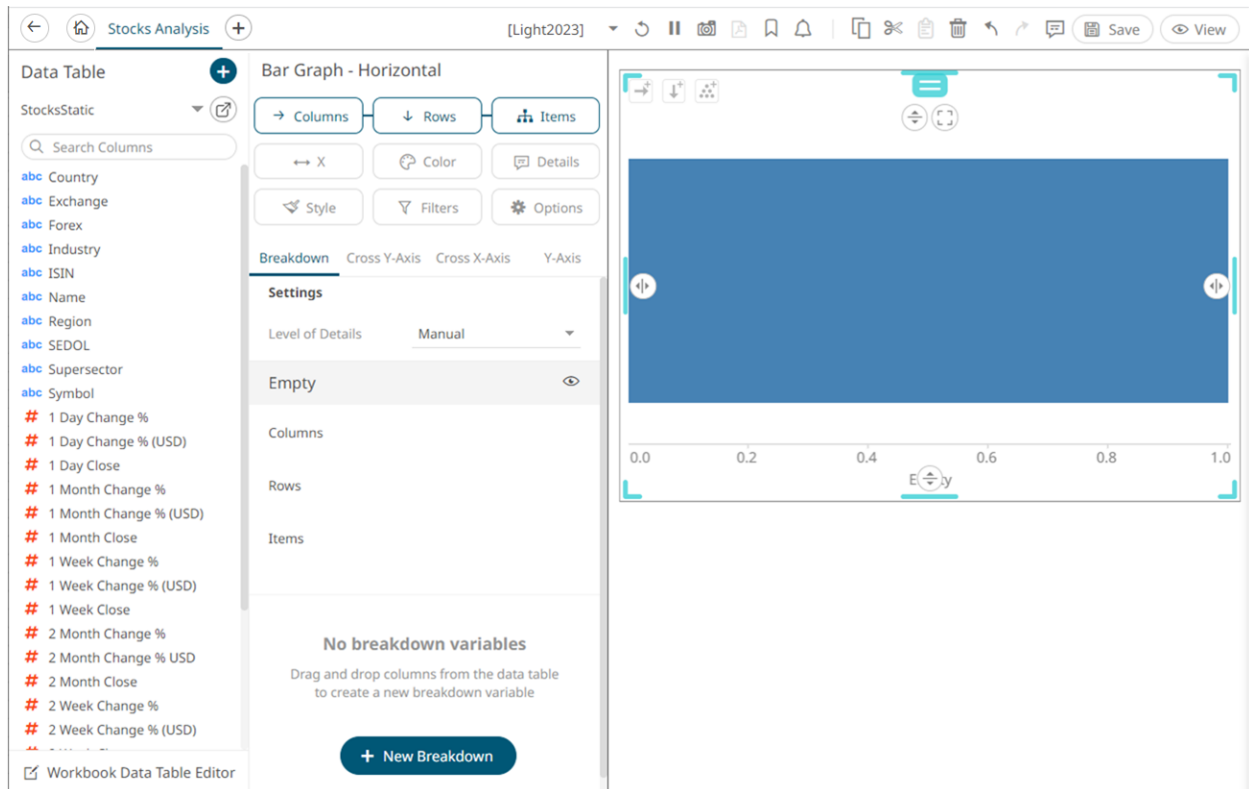 Stocks Analysis
[Light2023]
Save
View
Data Table
StocksStatic
Search Columns
abc Country
abc Exchange
abc Forex
abc Industry
abc ISIN
abc Name
abc Region
abc SEDOL
abc Supersector
abc Symbol
# 1 Day Change %
# 1 Day Change % (USD)
# 1 Day Close
# 1 Month Change %
# 1 Month Change % (USD)
# 1 Month Close
# 1 Week Change %
# 1 Week Change % (USD)
# 1 Week Close
# 2 Month Change %
# 2 Month Change % USD
# 2 Month Close
# 2 Week Change %
# 2 Week Change % (USD)
Workbook Data Table Editor
Bar Graph - Horizontal
Columns
Rows
Items
X
Color
Details
Style
Filters
Options
Breakdown Cross Y-Axis Cross X-Axis Y-Axis
Settings
Level of Details Manual
Empty
Columns
Rows
Items
No breakdown variables
Drag and drop columns from the data table
to create a new breakdown variable
+ New Breakdown
0.0 0.2 0.4 0.6 0.8 1.0